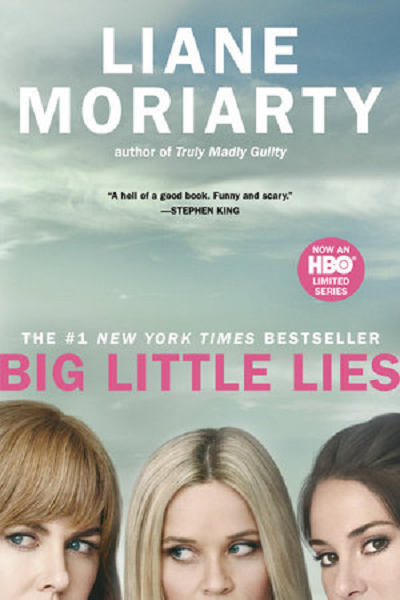 LIANE
MORIARTY
author of Truly Madly Guilty
“A hell of a good book. Funny and scary.”
—STEPHEN KING
NOW AN
HBO®
LIMITED
SERIES
THE #1 NEW YORK TIMES BESTSELLER
BIG LITTLE LIES